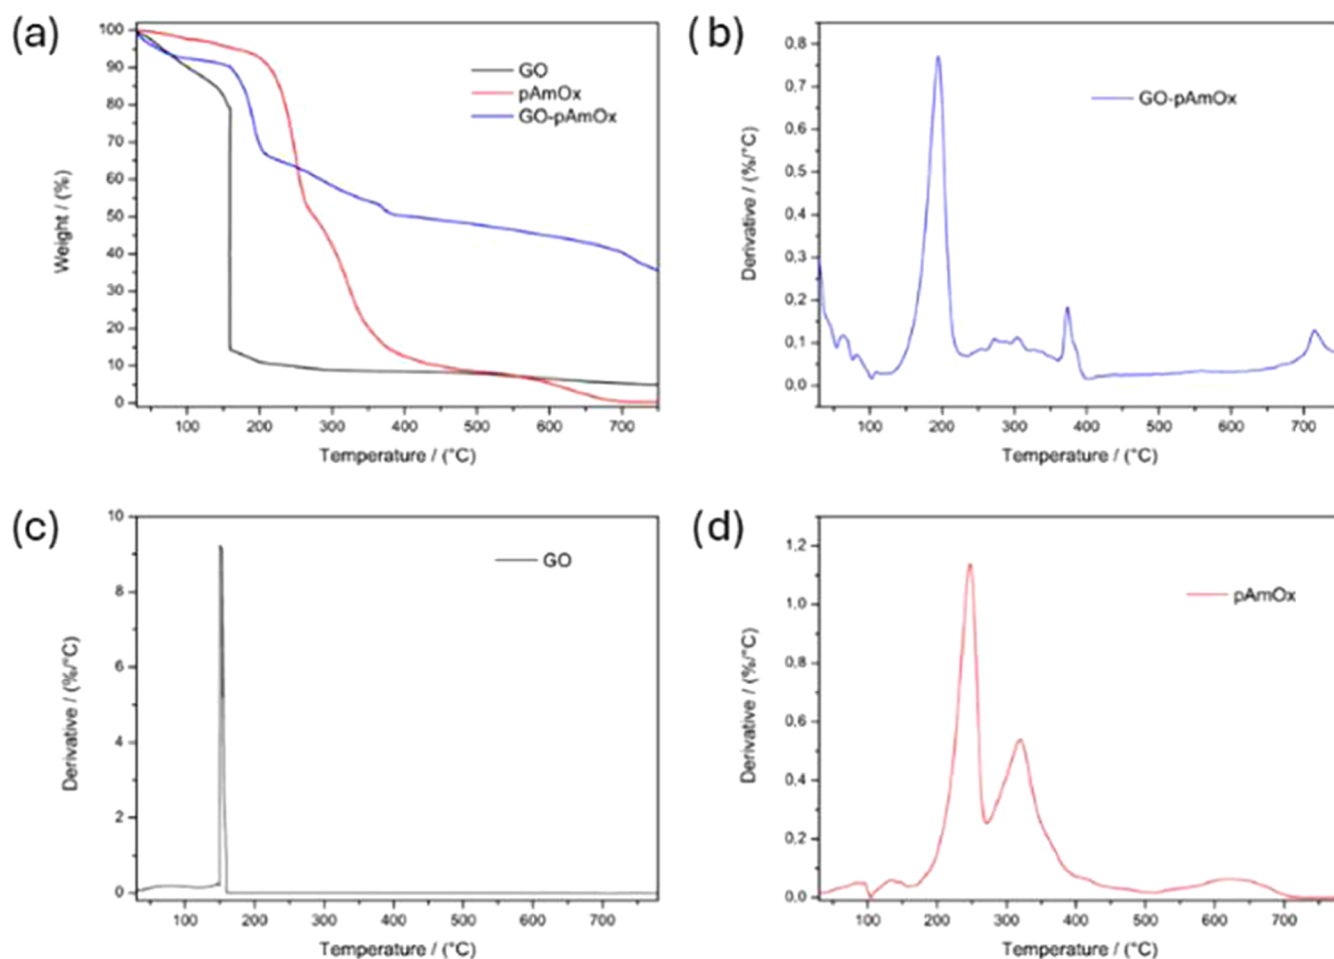 (a)
100
90
80
70
60
50
40
30
20
10
0
Weight / (%)
GO
pAmOx
GO-pAmOx
100 200 300 400 500 600 700
Temperature / (°C)
(b)
0,8
0,7
0,6
0,5
0,4
0,3
0,2
0,1
0,0
Derivative / (%/°C)
GO-pAmOx
100 200 300 400 500 600 700
Temperature / (°C)
(c)
10
8
6
4
2
0
Derivative / (%/°C)
GO
100 200 300 400 500 600 700
Temperature / (°C)
(d)
1,2
1,0
0,8
0,6
0,4
0,2
0,0
Derivative / (%/°C)
pAmOx
100 200 300 400 500 600 700
Temperature / (°C)